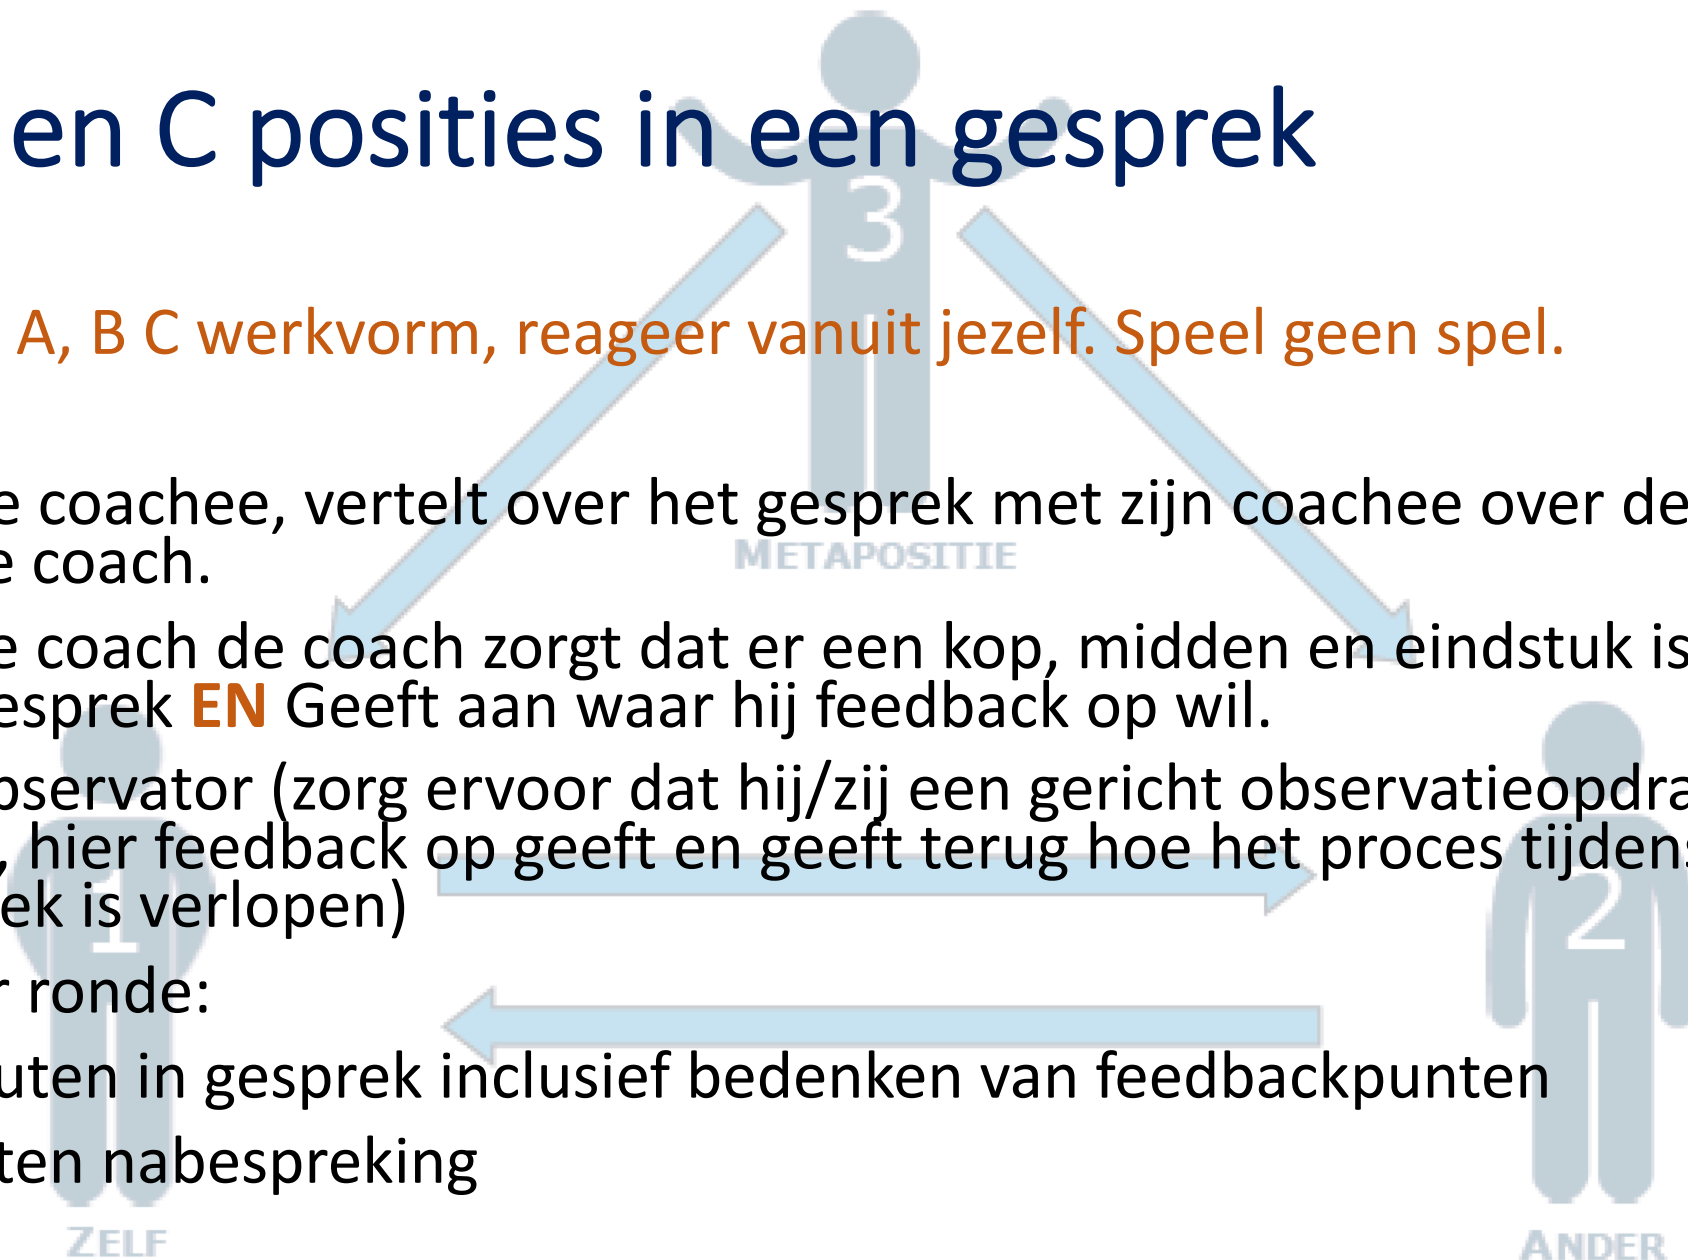 en C posities in een gesprek
3
A, B C werkvorm, reageer vanuit jezelf. Speel geen spel.
e coachee, vertelt over het gesprek met zijn coachee over de
e coach.
METAPOSITIE
e coach de coach zorgt dat er een kop, midden en eindstuk is
esprek EN Geeft aan waar hij feedback op wil.
bservator (zorg ervoor dat hij/zij een gericht observatieopdra
, hier feedback op geeft en geeft terug hoe het proces tijdens
ek is verlopen)
1
2
r ronde:
uten in gesprek inclusief bedenken van feedbackpunten
ten nabespreking
ZELF
ANDER